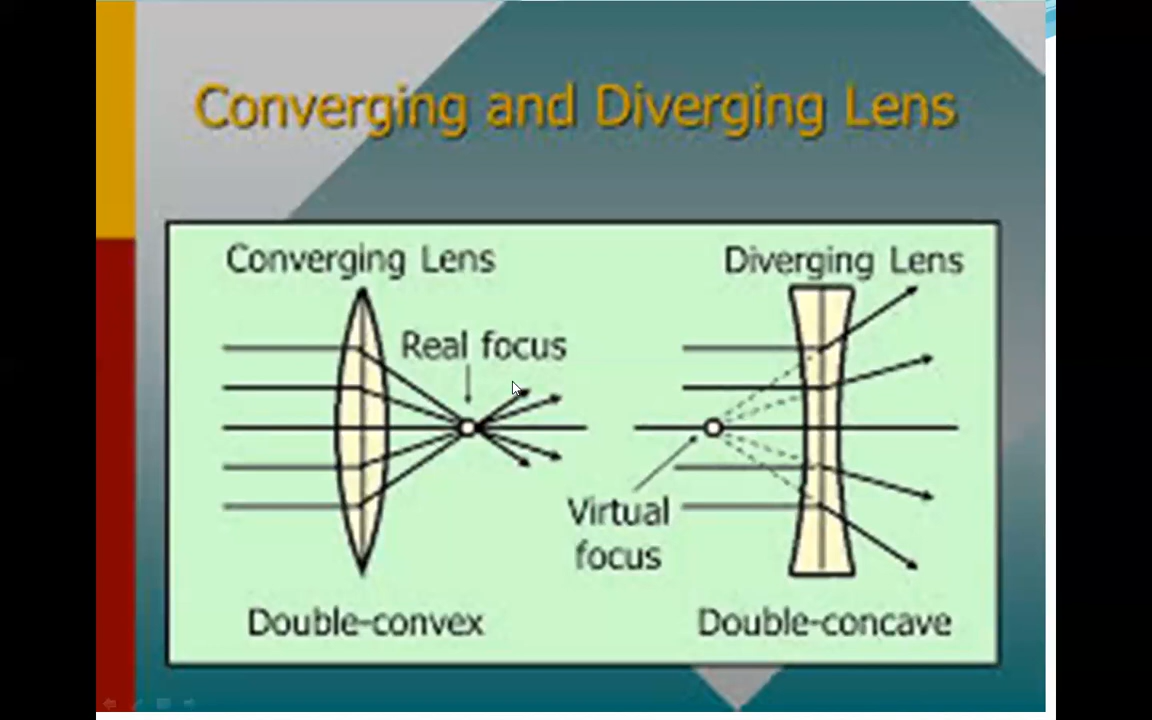 Converging and Diverging Lens
Converging Lens
Diverging Lens
Real focus
Virtual
focus
Double-convex
Double-concave